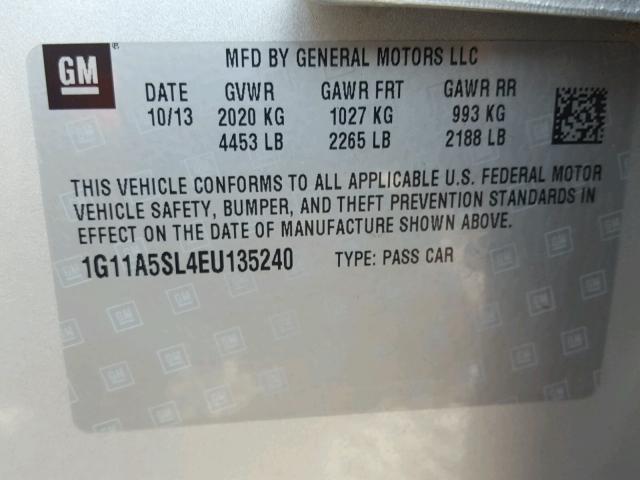 GM
MFD BY GENERAL MOTORS LLC
DATE GVWR GAWR FRT GAWR RR
10/13 2020 KG 1027 KG 993 KG
4453 LB 2265 LB 2188 LB
THIS VEHICLE CONFORMS TO ALL APPLICABLE U.S. FEDERAL MOTOR
VEHICLE SAFETY, BUMPER, AND THEFT PREVENTION STANDARDS IN
EFFECT ON THE DATE OF MANUFACTURE SHOWN ABOVE.
1G11A5SL4EU135240 TYPE: PASS CAR